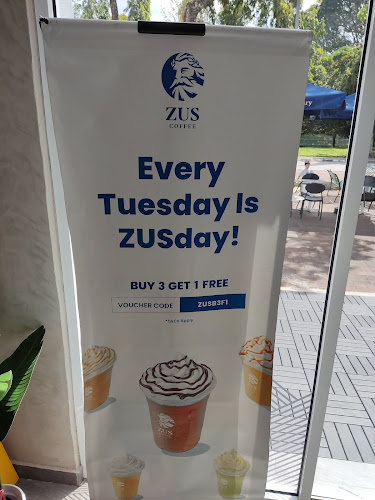 ZUS
COFFEE
Every
Tuesday Is
ZUSday!
BUY 3 GET 1 FREE
VOUCHER CODE ZUSB3F1
ZUS